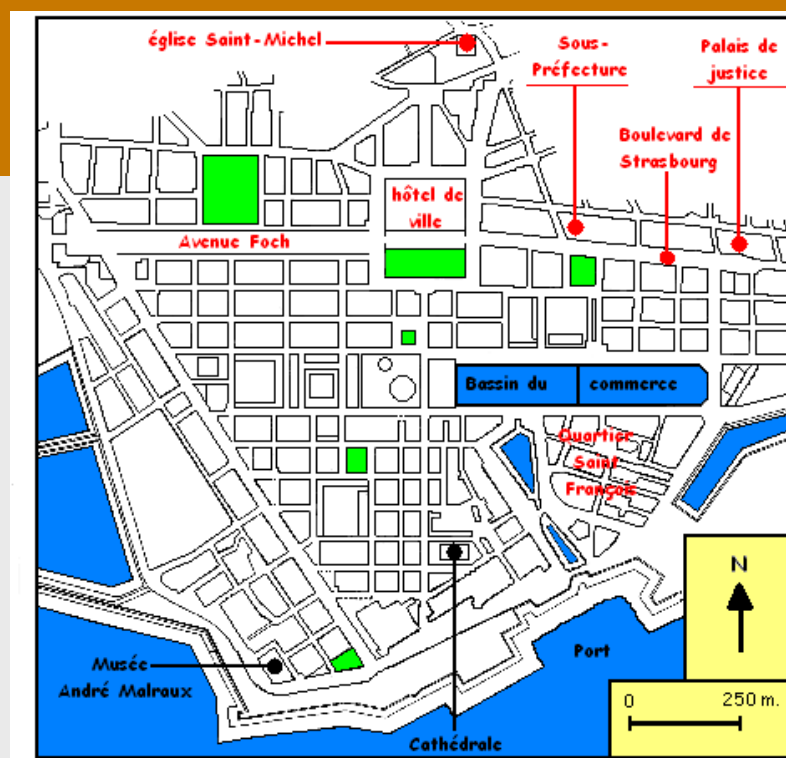 église Saint-Michel
Sous-
Préfecture
Palais de
justice
Boulevard de
Strasbourg
hôtel de
ville
Avenue Foch
Bassin du commerce
Quartier
Saint
François
N
Port
Musée
André Malraux
0 250 m.
Cathédrale